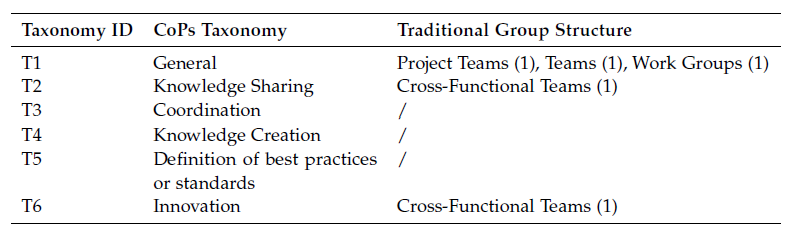 Taxonomy ID CoPs Taxonomy Traditional Group Structure
T1 General Project Teams (1), Teams (1), Work Groups (1)
T2 Knowledge Sharing Cross-Functional Teams (1)
T3 Coordination /
T4 Knowledge Creation /
T5 Definition of best practices /
or standards
T6 Innovation Cross-Functional Teams (1)